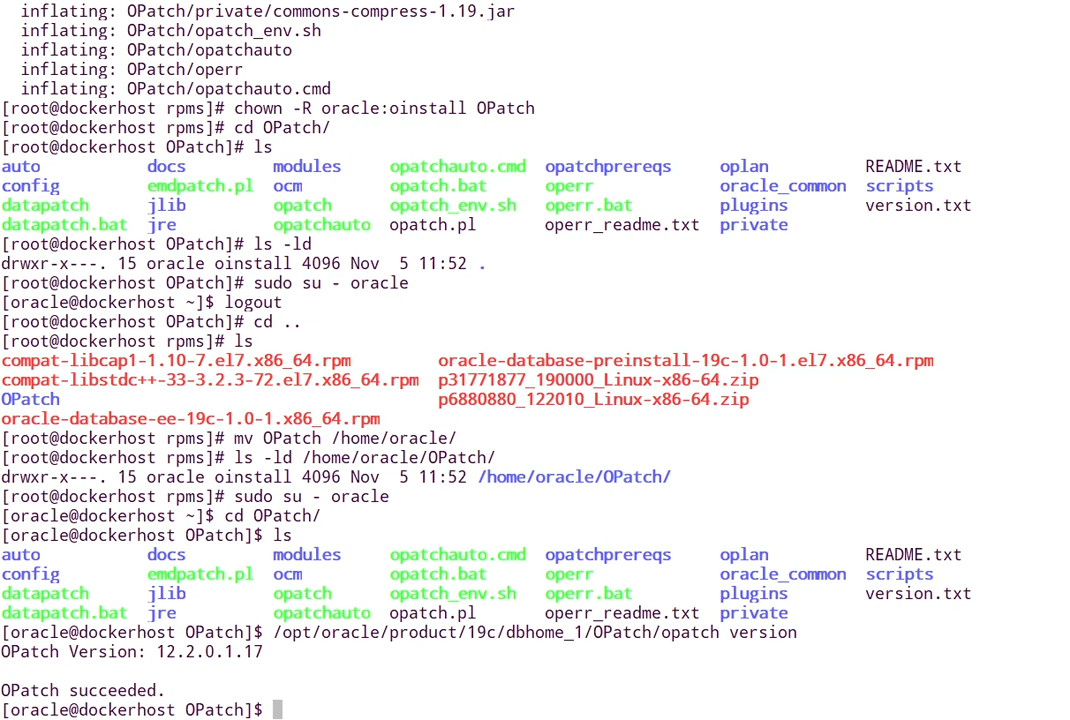 inflating: OPatch/private/commons-compress-1.19.jar
  inflating: OPatch/opatch_env.sh
  inflating: OPatch/opatchauto
  inflating: OPatch/operr
  inflating: OPatch/opatchauto.cmd
[root@dockerhost rpms]# chown -R oracle:oinstall OPatch
[root@dockerhost rpms]# cd OPatch/
[root@dockerhost OPatch]# ls
auto          docs        modules     opatchauto.cmd  opatchprereqs     oplan          README.txt
config        emdpatch.pl ocm         opatch.bat      operr             oracle_common  scripts
datapatch     jlib        opatch      opatch_env.sh   operr.bat         plugins        version.txt
datapatch.bat jre         opatchauto  opatch.pl       operr_readme.txt  private
[root@dockerhost OPatch]# ls -ld
drwxr-x---. 15 oracle oinstall 4096 Nov  5 11:52 .
[root@dockerhost OPatch]# sudo su - oracle
[oracle@dockerhost ~]$ logout
[root@dockerhost OPatch]# cd ..
[root@dockerhost rpms]# ls
compat-libcap1-1.10-7.el7.x86_64.rpm         oracle-database-preinstall-19c-1.0-1.el7.x86_64.rpm
compat-libstdc++-33-3.2.3-72.el7.x86_64.rpm  p31771877_190000_Linux-x86-64.zip
OPatch                                       p6880880_122010_Linux-x86-64.zip
oracle-database-ee-19c-1.0-1.x86_64.rpm
[root@dockerhost rpms]# mv OPatch /home/oracle/
[root@dockerhost rpms]# ls -ld /home/oracle/OPatch/
drwxr-x---. 15 oracle oinstall 4096 Nov  5 11:52 /home/oracle/OPatch/
[root@dockerhost rpms]# sudo su - oracle
[oracle@dockerhost ~]$ cd OPatch/
[oracle@dockerhost OPatch]$ ls
auto          docs        modules     opatchauto.cmd  opatchprereqs     oplan          README.txt
config        emdpatch.pl ocm         opatch.bat      operr             oracle_common  scripts
datapatch     jlib        opatch      opatch_env.sh   operr.bat         plugins        version.txt
datapatch.bat jre         opatchauto  opatch.pl       operr_readme.txt  private
[oracle@dockerhost OPatch]$ /opt/oracle/product/19c/dbhome_1/OPatch/opatch version
OPatch Version: 12.2.0.1.17

OPatch succeeded.
[oracle@dockerhost OPatch]$